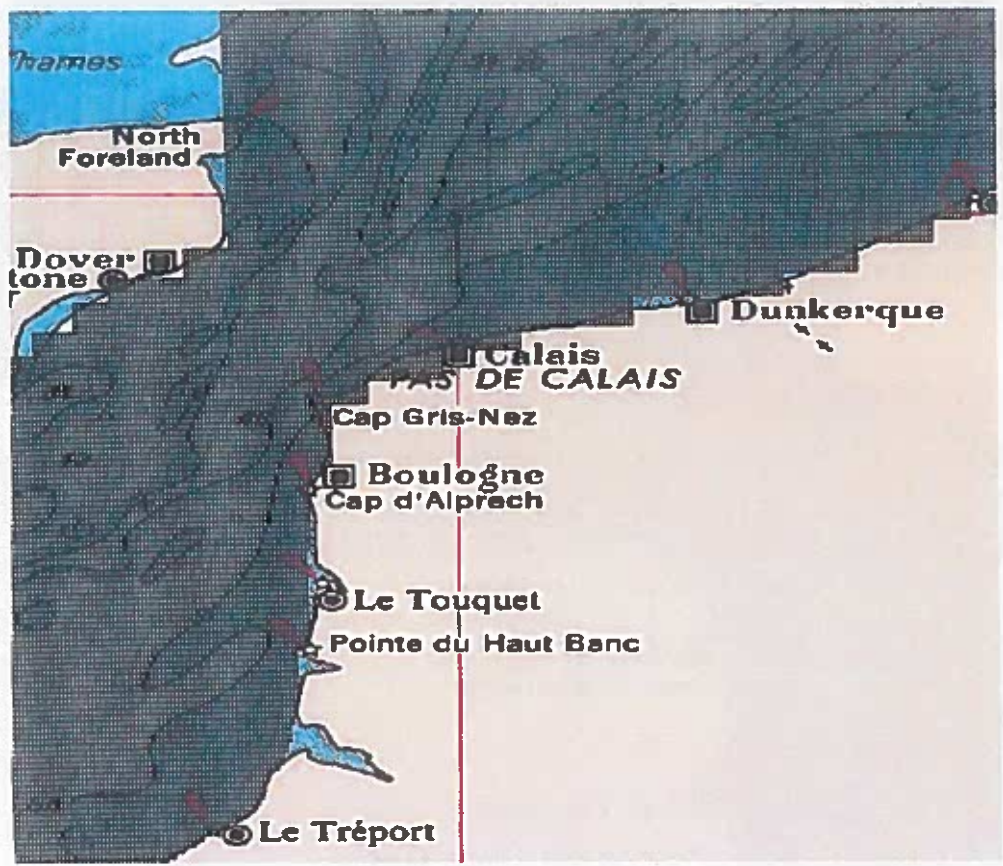 Thames
North
Foreland
Dover
tone
Dunkerque
Calais
PAS DE CALAIS
Cap Gris-Nez
Boulogne
Cap d'Alprech
Le Touquet
Pointe du Haut Banc
Le Tréport